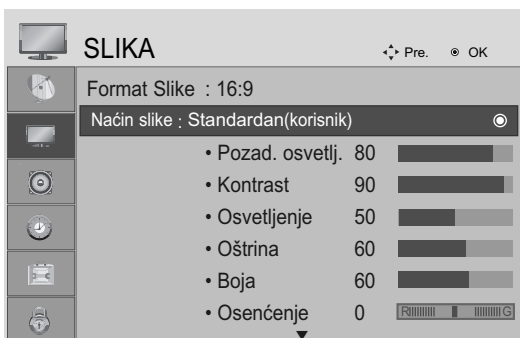 SLIKA Pre. OK
Format Slike : 16:9
Naćin slike : Standardan(korisnik)
• Pozad. osvetlj. 80
• Kontrast 90
• Osvetljenje 50
• Oštrina 60
• Boja 60
• Osenćenje 0 R G